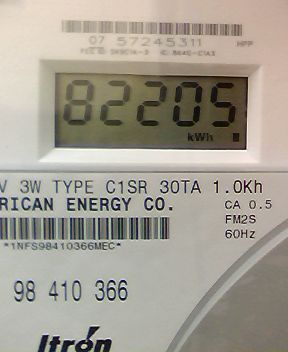 07 57245311 HPP
82205
kWh
V 3W TYPE C1SR 30TA 1.0Kh
RICAN ENERGY CO. CA 0.5
FM2S
*1NFS98410366MEC* 60Hz
98 410 366
Itron